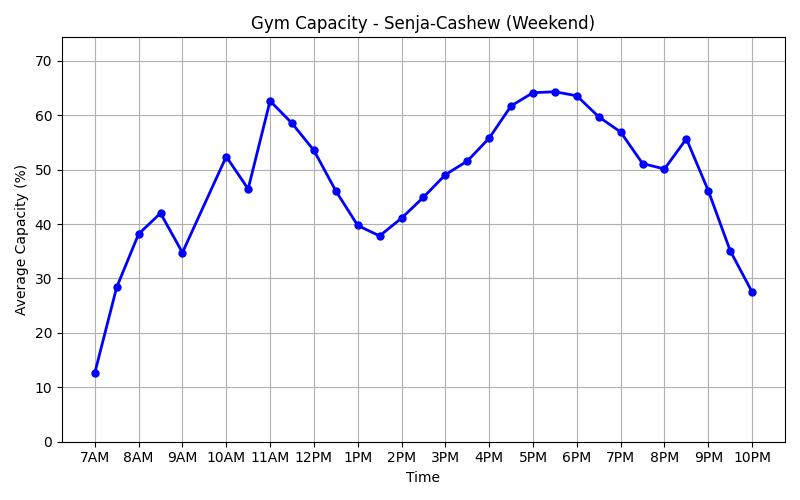 Gym Capacity - Senja-Cashew (Weekend)
Average Capacity (%)
70
60
50
40
30
20
10
0
7AM 8AM 9AM 10AM 11AM 12PM 1PM 2PM 3PM 4PM 5PM 6PM 7PM 8PM 9PM 10PM
Time